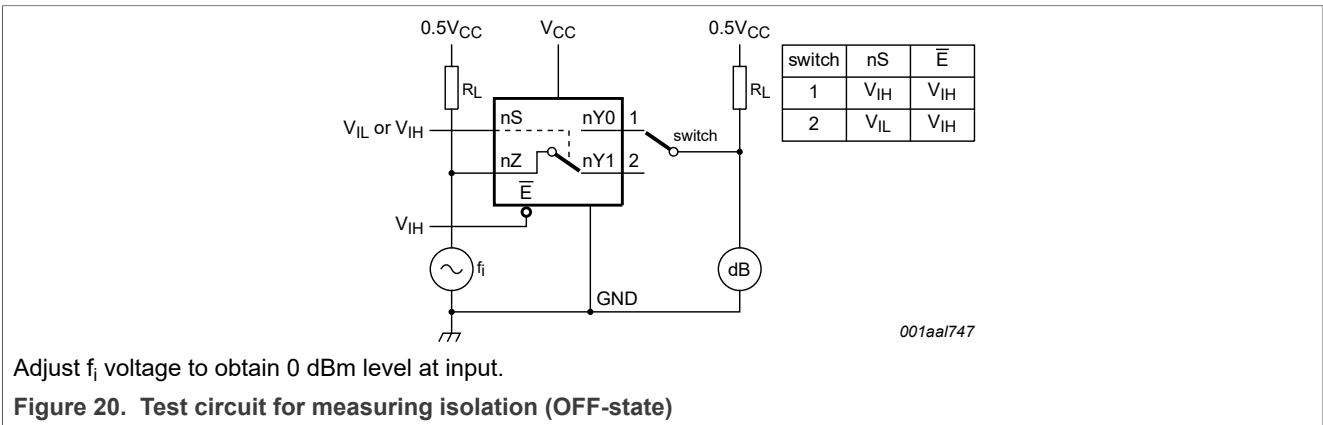 0.5VCC VCC 0.5VCC
switch nS E̅
1 VIH VIH
2 VIL VIH
RL RL
VIL or VIH nS nY0 1 switch
nZ nY1 2
E̅
VIH
fi dB
GND
001aal747
Adjust fi voltage to obtain 0 dBm level at input.
Figure 20. Test circuit for measuring isolation (OFF-state)